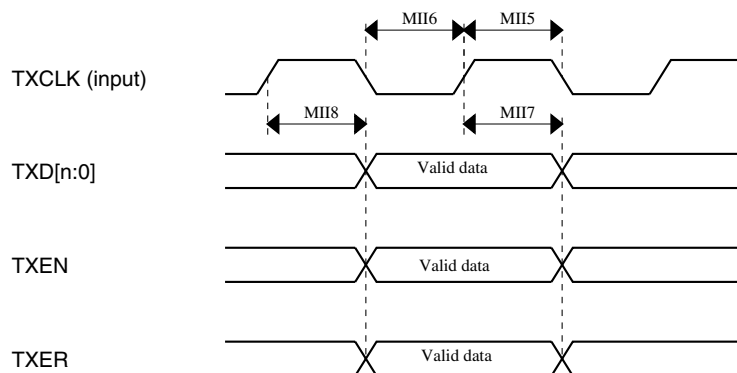 MII6 MII5
TXCLK (input)
MII8 MII7
TXD[n:0] Valid data
TXEN Valid data
TXER Valid data